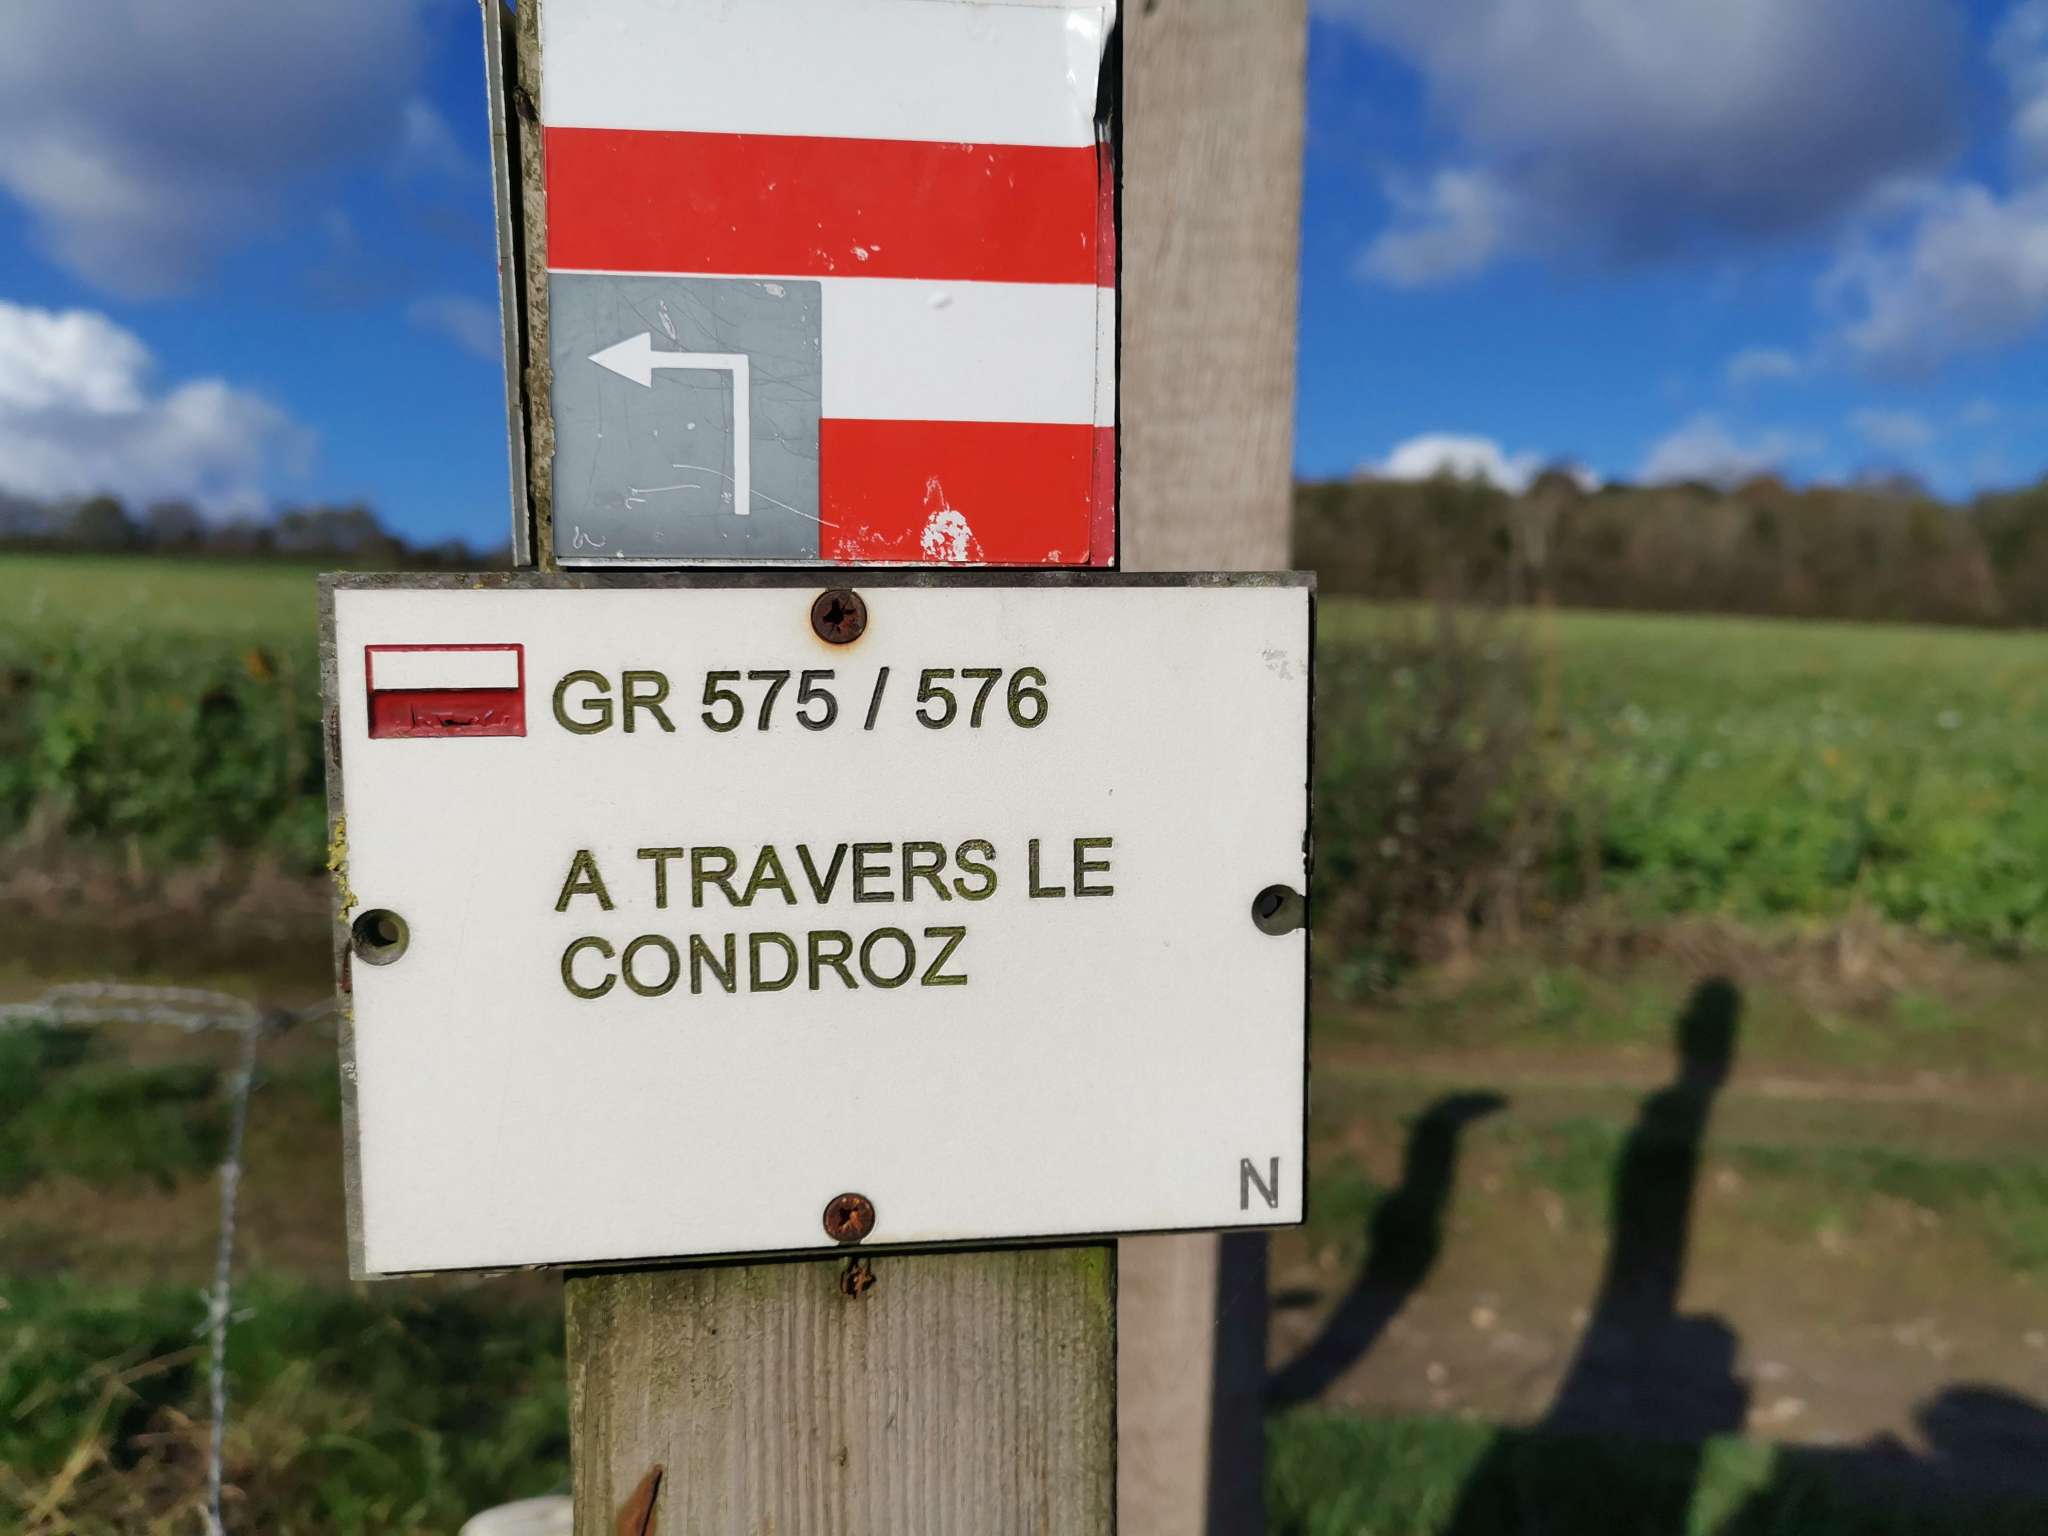 GR 575 / 576
A TRAVERS LE
CONDROZ
N